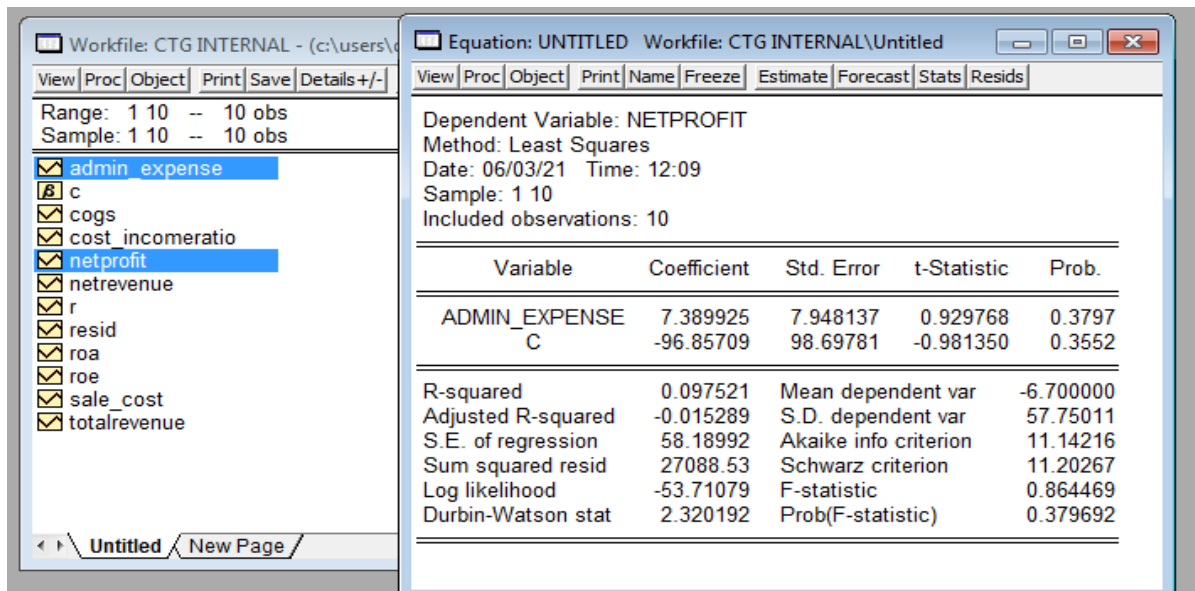 Workfile: CTG INTERNAL - (c:\users\
View Proc Object Print Save Details+/-
Range: 1 10 -- 10 obs
Sample: 1 10 -- 10 obs
admin_expense
β c
cogs
cost_incomeratio
netprofit
netrevenue
r
resid
roa
roe
sale_cost
totalrevenue
Untitled New Page
Equation: UNTITLED Workfile: CTG INTERNAL\Untitled
View Proc Object Print Name Freeze Estimate Forecast Stats Resids
Dependent Variable: NETPROFIT
Method: Least Squares
Date: 06/03/21 Time: 12:09
Sample: 1 10
Included observations: 10
Variable Coefficient Std. Error t-Statistic Prob.
ADMIN_EXPENSE 7.389925 7.948137 0.929768 0.3797
C -96.85709 98.69781 -0.981350 0.3552
R-squared 0.097521 Mean dependent var -6.700000
Adjusted R-squared -0.015289 S.D. dependent var 57.75011
S.E. of regression 58.18992 Akaike info criterion 11.14216
Sum squared resid 27088.53 Schwarz criterion 11.20267
Log likelihood -53.71079 F-statistic 0.864469
Durbin-Watson stat 2.320192 Prob(F-statistic) 0.379692